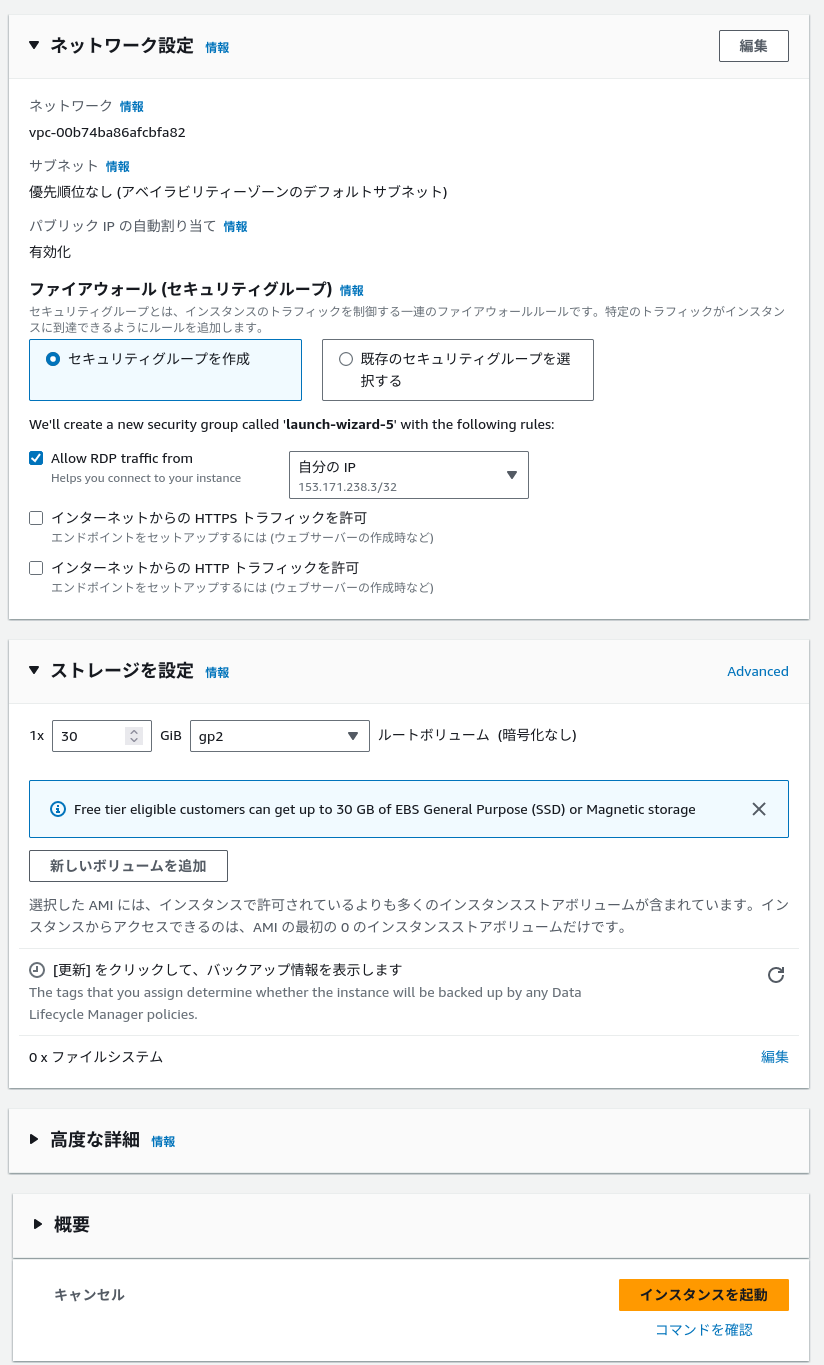 ネットワーク設定 情報
編集
ネットワーク 情報
vpc-00b74ba86afcbfa82
サブネット 情報
優先順位なし (アベイラビリティーゾーンのデフォルトサブネット)
パブリック IP の自動割り当て 情報
有効化
ファイアウォール (セキュリティグループ) 情報
セキュリティグループとは、インスタンスのトラフィックを制御する一連のファイアウォールルールです。特定のトラフィックがインスタン
スに到達できるようにルールを追加します。
セキュリティグループを作成
既存のセキュリティグループを選
択する
We'll create a new security group called 'launch-wizard-5' with the following rules:
Allow RDP traffic from
Helps you connect to your instance
自分の IP
153.171.238.3/32
インターネットからの HTTPS トラフィックを許可
エンドポイントをセットアップするには (ウェブサーバーの作成時など)
インターネットからの HTTP トラフィックを許可
エンドポイントをセットアップするには (ウェブサーバーの作成時など)
ストレージを設定 情報
Advanced
1x 30 GiB gp2 ルートボリューム (暗号化なし)
Free tier eligible customers can get up to 30 GB of EBS General Purpose (SSD) or Magnetic storage
新しいボリュームを追加
選択した AMI には、インスタンスで許可されているよりも多くのインスタンスストアボリュームが含まれています。イン
スタンスからアクセスできるのは、AMI の最初の 0 のインスタンスストアボリュームだけです。
[更新] をクリックして、バックアップ情報を表示します
The tags that you assign determine whether the instance will be backed up by any Data
Lifecycle Manager policies.
0 x ファイルシステム
編集
高度な詳細 情報
概要
キャンセル
インスタンスを起動
コマンドを確認